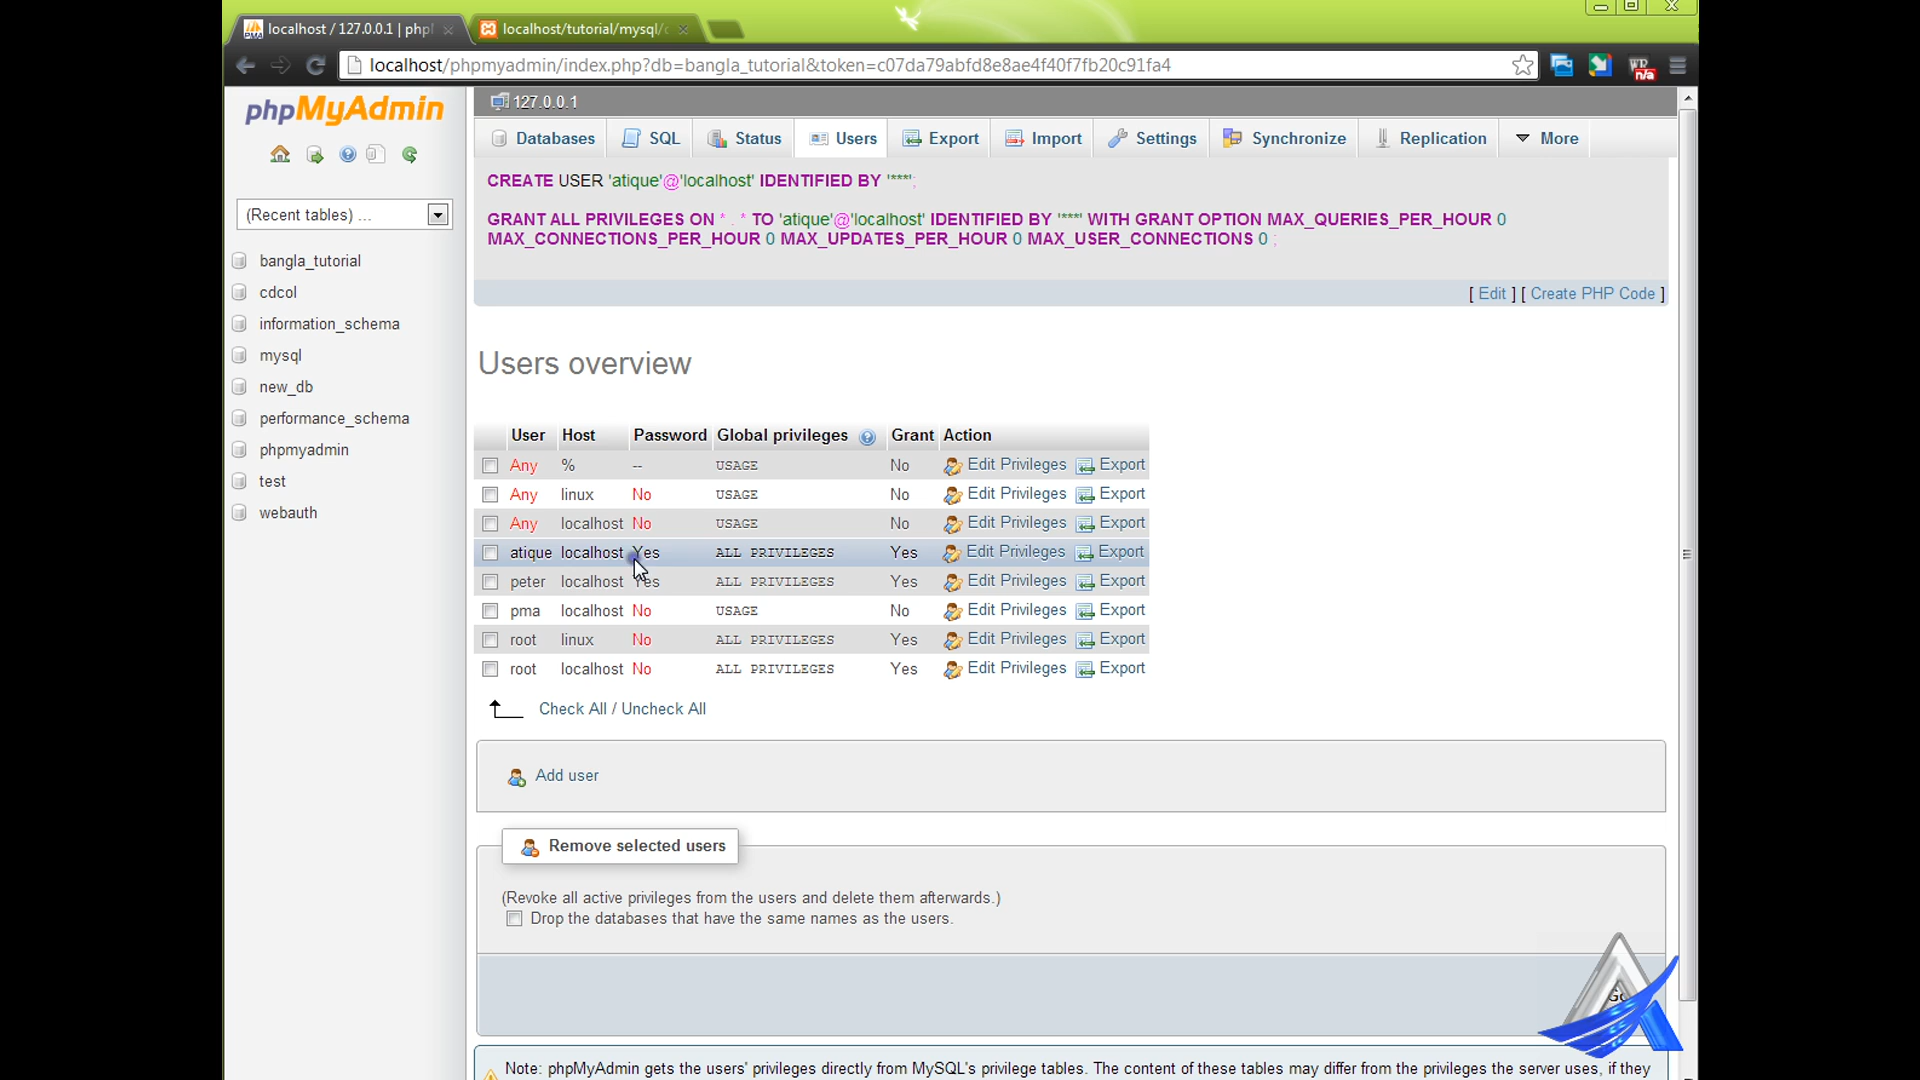 localhost / 127.0.0.1 | phpl
localhost/tutorial/mysql/
localhost/phpmyadmin/index.php?db=bangla_tutorial&token=c07da79abfd8e8ae4f40f7fb20c91fa4
phpMyAdmin
(Recent tables) ...
bangla_tutorial
cdcol
information_schema
mysql
new_db
performance_schema
phpmyadmin
test
webauth
127.0.0.1
Databases SQL Status Users Export Import Settings Synchronize Replication More
CREATE USER 'atique'@'localhost' IDENTIFIED BY '***';
GRANT ALL PRIVILEGES ON * . * TO 'atique'@'localhost' IDENTIFIED BY '***' WITH GRANT OPTION MAX_QUERIES_PER_HOUR 0
MAX_CONNECTIONS_PER_HOUR 0 MAX_UPDATES_PER_HOUR 0 MAX_USER_CONNECTIONS 0 ;
[ Edit ] [ Create PHP Code ]
Users overview
User Host Password Global privileges Grant Action
Any % -- USAGE No Edit Privileges Export
Any linux No USAGE No Edit Privileges Export
Any localhost No USAGE No Edit Privileges Export
atique localhost Yes ALL PRIVILEGES Yes Edit Privileges Export
peter localhost Yes ALL PRIVILEGES Yes Edit Privileges Export
pma localhost No USAGE No Edit Privileges Export
root linux No ALL PRIVILEGES Yes Edit Privileges Export
root localhost No ALL PRIVILEGES Yes Edit Privileges Export
Check All / Uncheck All
Add user
Remove selected users
(Revoke all active privileges from the users and delete them afterwards.)
Drop the databases that have the same names as the users.
Go
Note: phpMyAdmin gets the users' privileges directly from MySQL's privilege tables. The content of these tables may differ from the privileges the server uses, if they